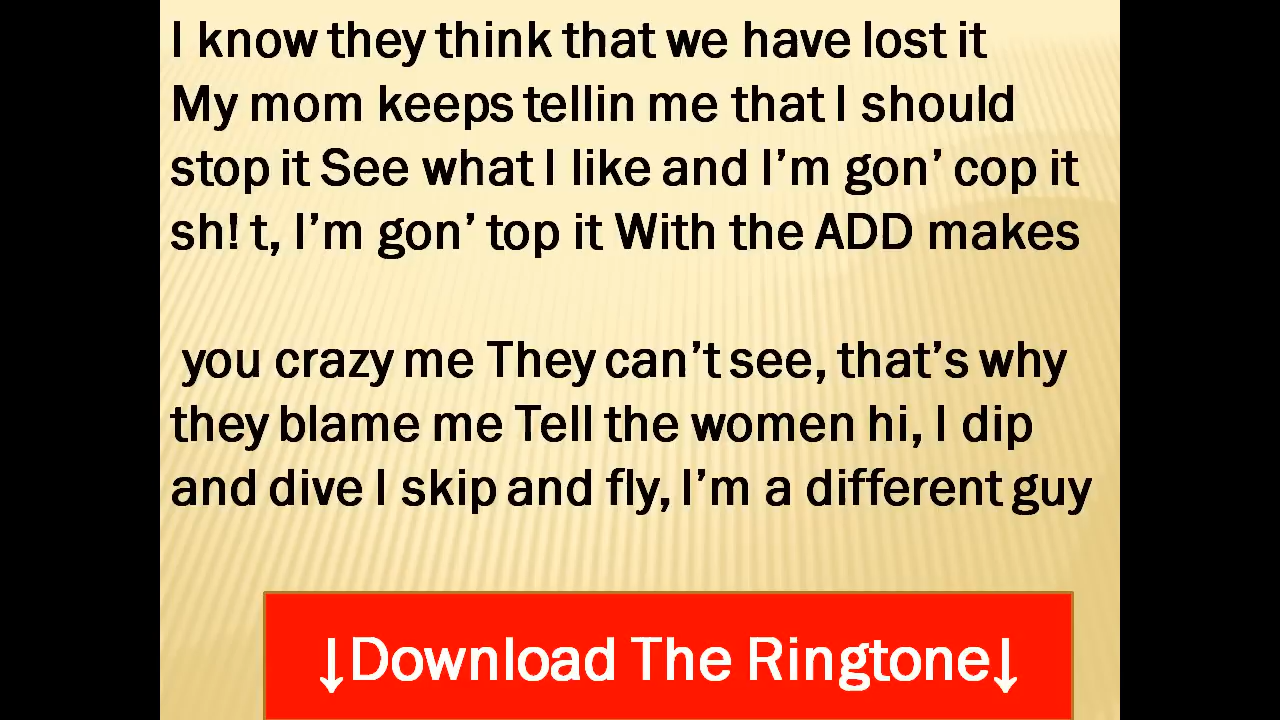 I know they think that we have lost it
My mom keeps tellin me that I should
stop it See what I like and I’m gon’ cop it
sh! t, I’m gon’ top it With the ADD makes
you crazy me They can’t see, that’s why
they blame me Tell the women hi, I dip
and dive I skip and fly, I’m a different guy
↓Download The Ringtone↓